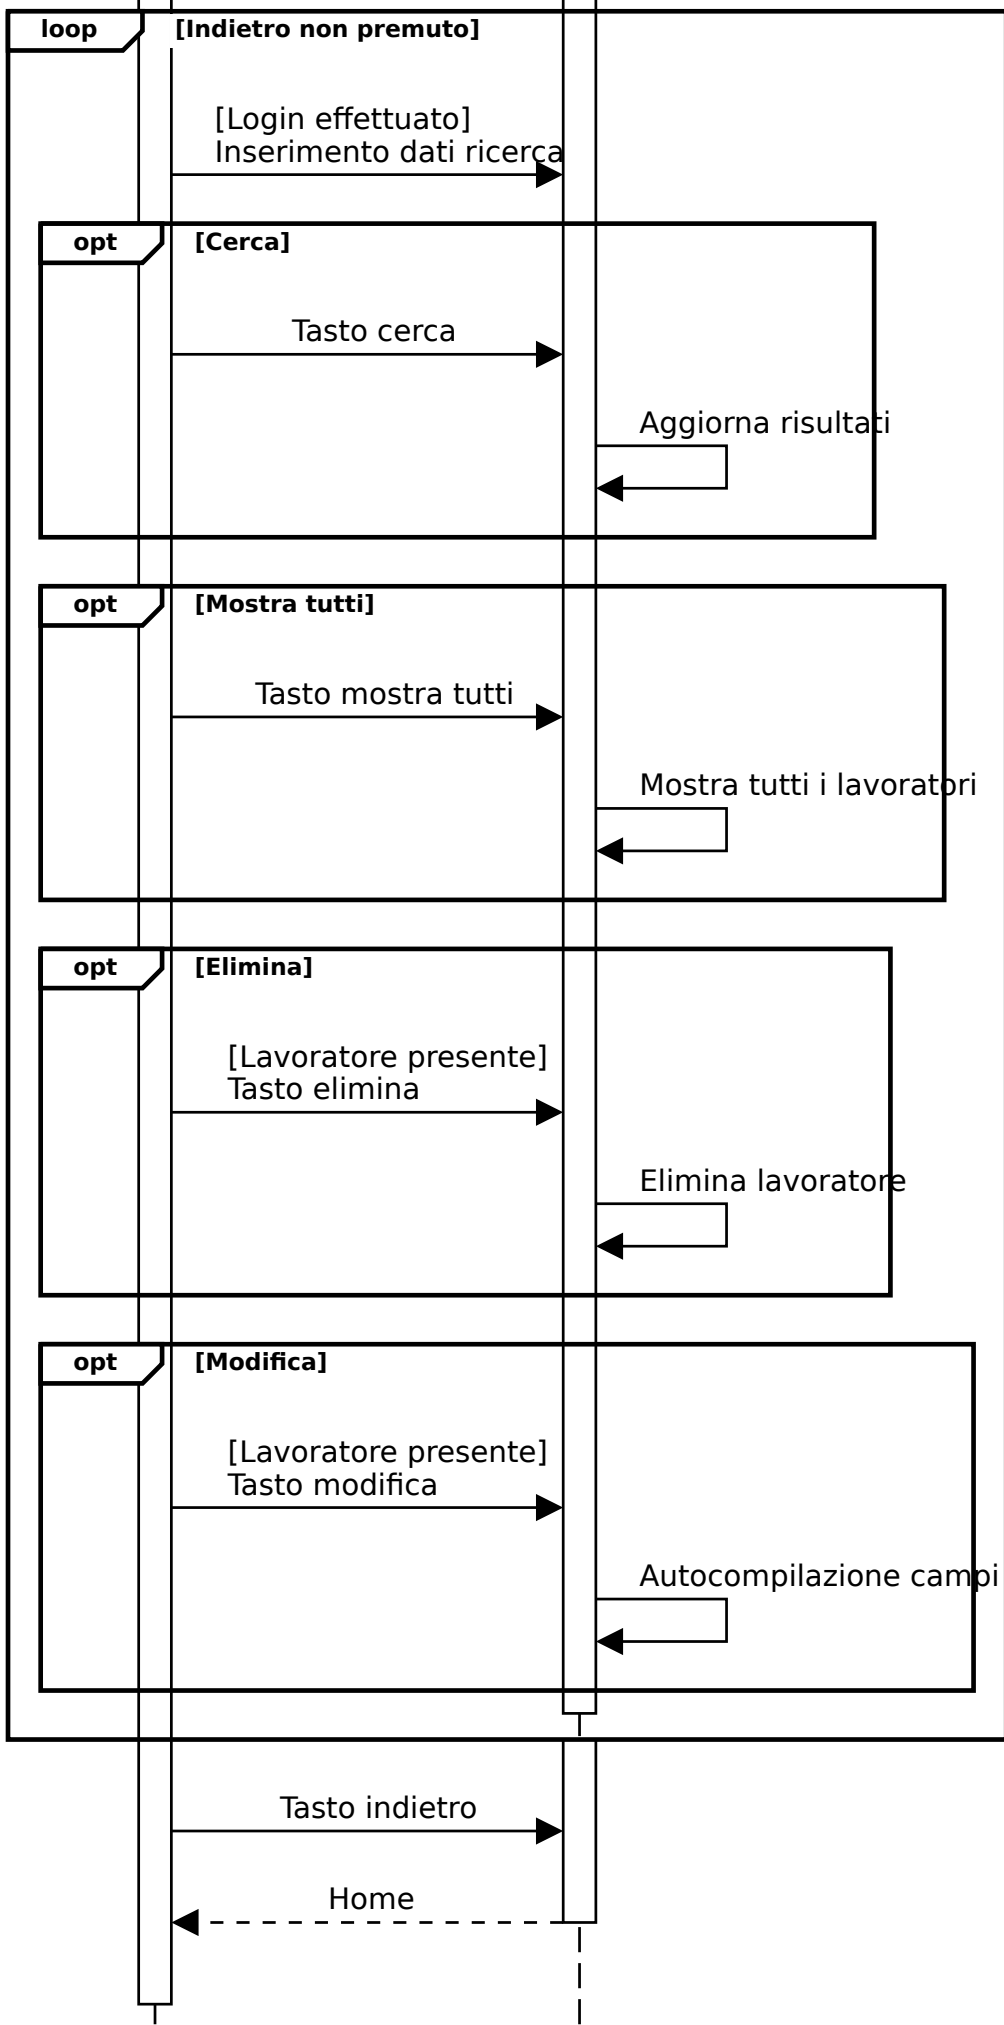 loop [Indietro non premuto]
[Login effettuato]
Inserimento dati ricerca
opt [Cerca]
Tasto cerca
Aggiorna risultati
opt [Mostra tutti]
Tasto mostra tutti
Mostra tutti i lavoratori
opt [Elimina]
[Lavoratore presente]
Tasto elimina
Elimina lavoratore
opt [Modifica]
[Lavoratore presente]
Tasto modifica
Autocompilazione campi
Tasto indietro
Home